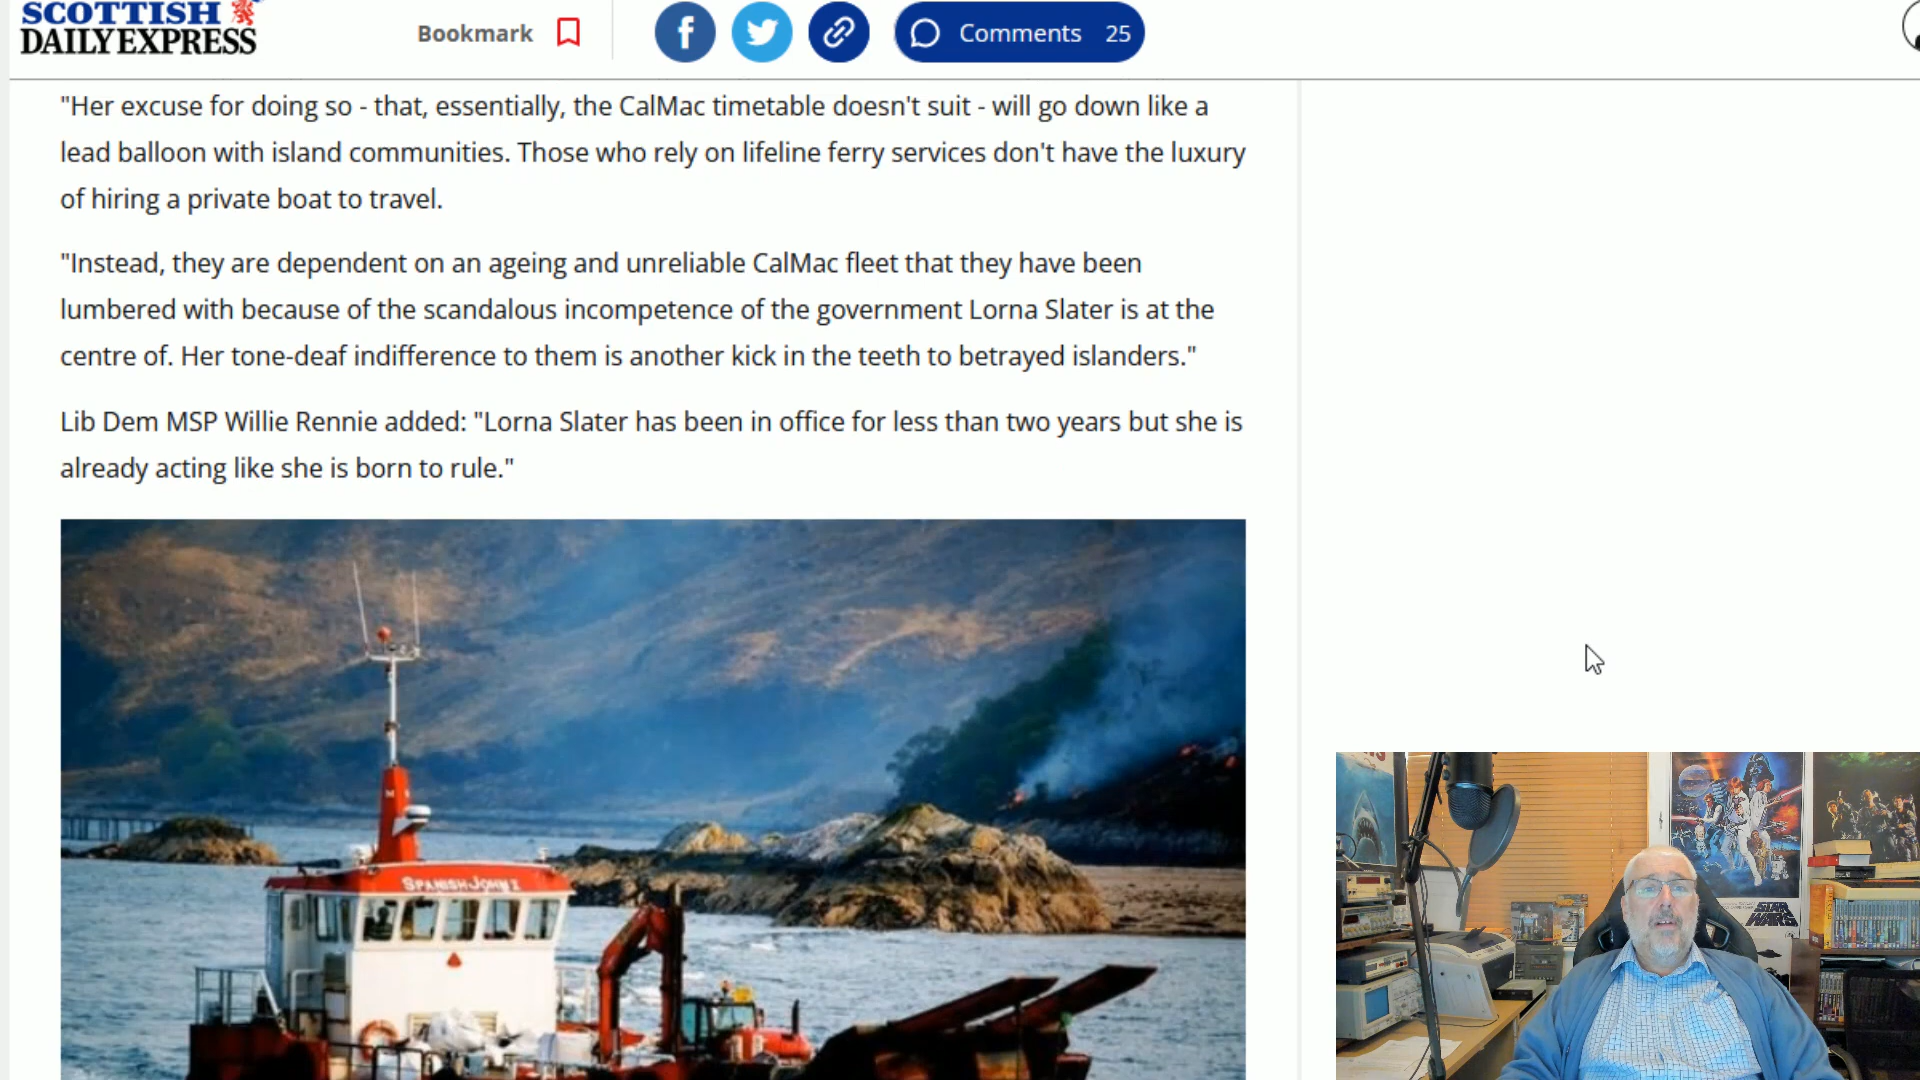 SCOTTISH
DAILY EXPRESS
Bookmark
Comments 25
"Her excuse for doing so - that, essentially, the CalMac timetable doesn't suit - will go down like a
lead balloon with island communities. Those who rely on lifeline ferry services don't have the luxury
of hiring a private boat to travel.
"Instead, they are dependent on an ageing and unreliable CalMac fleet that they have been
lumbered with because of the scandalous incompetence of the government Lorna Slater is at the
centre of. Her tone-deaf indifference to them is another kick in the teeth to betrayed islanders."
Lib Dem MSP Willie Rennie added: "Lorna Slater has been in office for less than two years but she is
already acting like she is born to rule."
SPANISH JOHN II
STAR
WARS